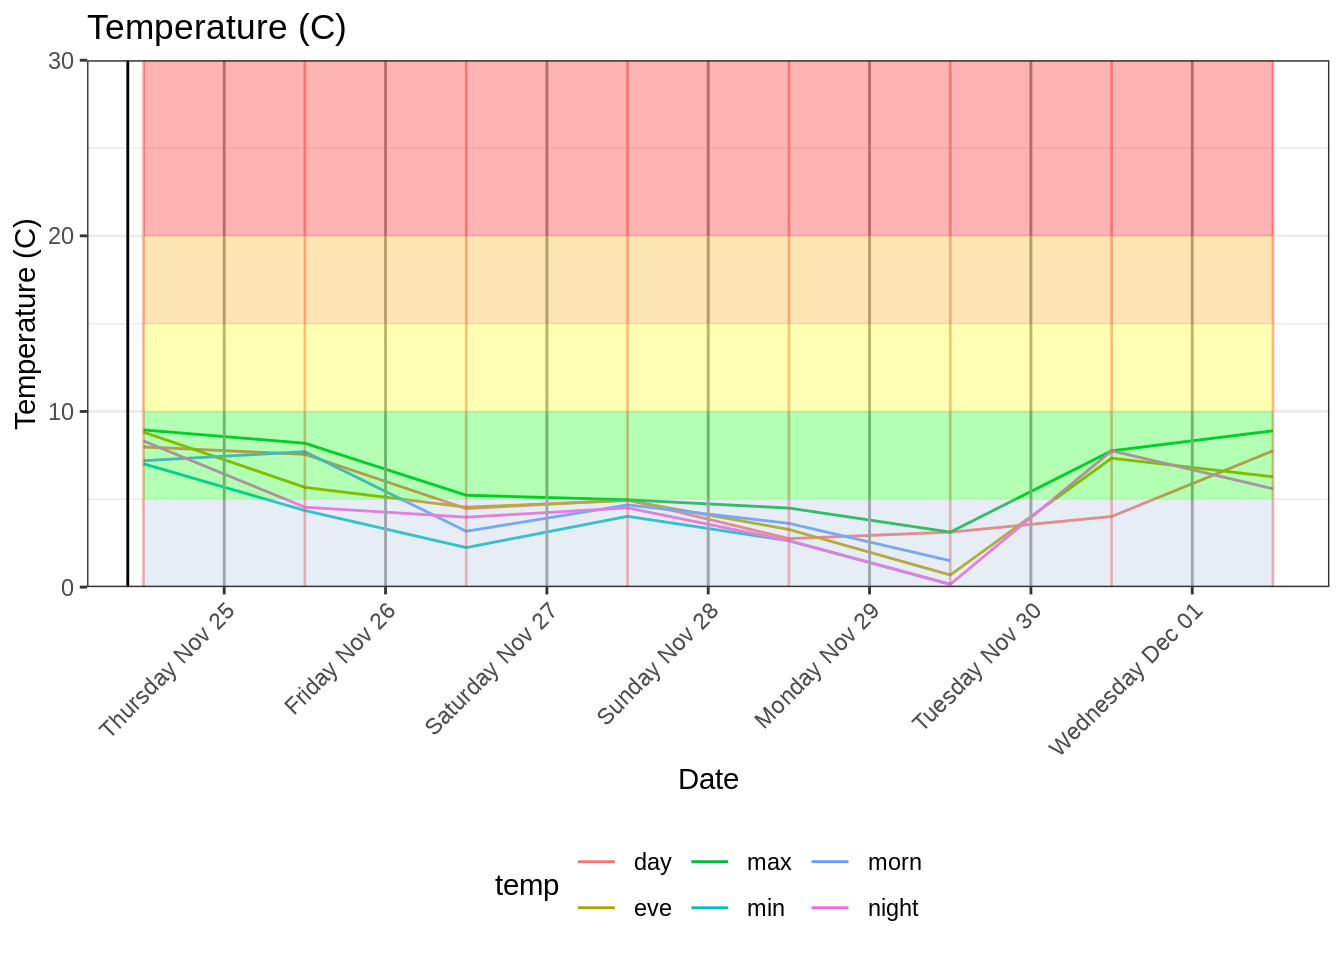 Temperature (C)
30
20
10
0
Temperature (C)
Thursday Nov 25
Friday Nov 26
Saturday Nov 27
Sunday Nov 28
Monday Nov 29
Tuesday Nov 30
Wednesday Dec 01
Date
temp
day
max
morn
eve
min
night